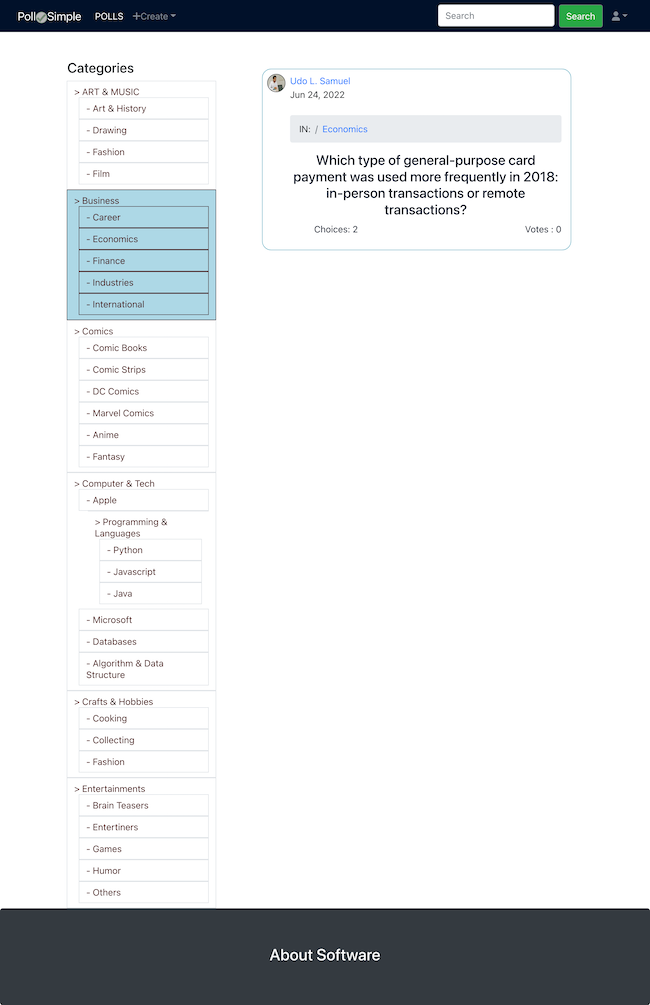 PollSimple POLLS +Create Search Search
Categories
> ART & MUSIC
- Art & History
- Drawing
- Fashion
- Film
> Business
- Career
- Economics
- Finance
- Industries
- International
> Comics
- Comic Books
- Comic Strips
- DC Comics
- Marvel Comics
- Anime
- Fantasy
> Computer & Tech
- Apple
> Programming &
Languages
- Python
- Javascript
- Java
- Microsoft
- Databases
- Algorithm & Data
Structure
> Crafts & Hobbies
- Cooking
- Collecting
- Fashion
> Entertainments
- Brain Teasers
- Entertiners
- Games
- Humor
- Others
Udo L. Samuel
Jun 24, 2022
IN: / Economics
Which type of general-purpose card
payment was used more frequently in 2018:
in-person transactions or remote
transactions?
Choices: 2 Votes : 0
About Software